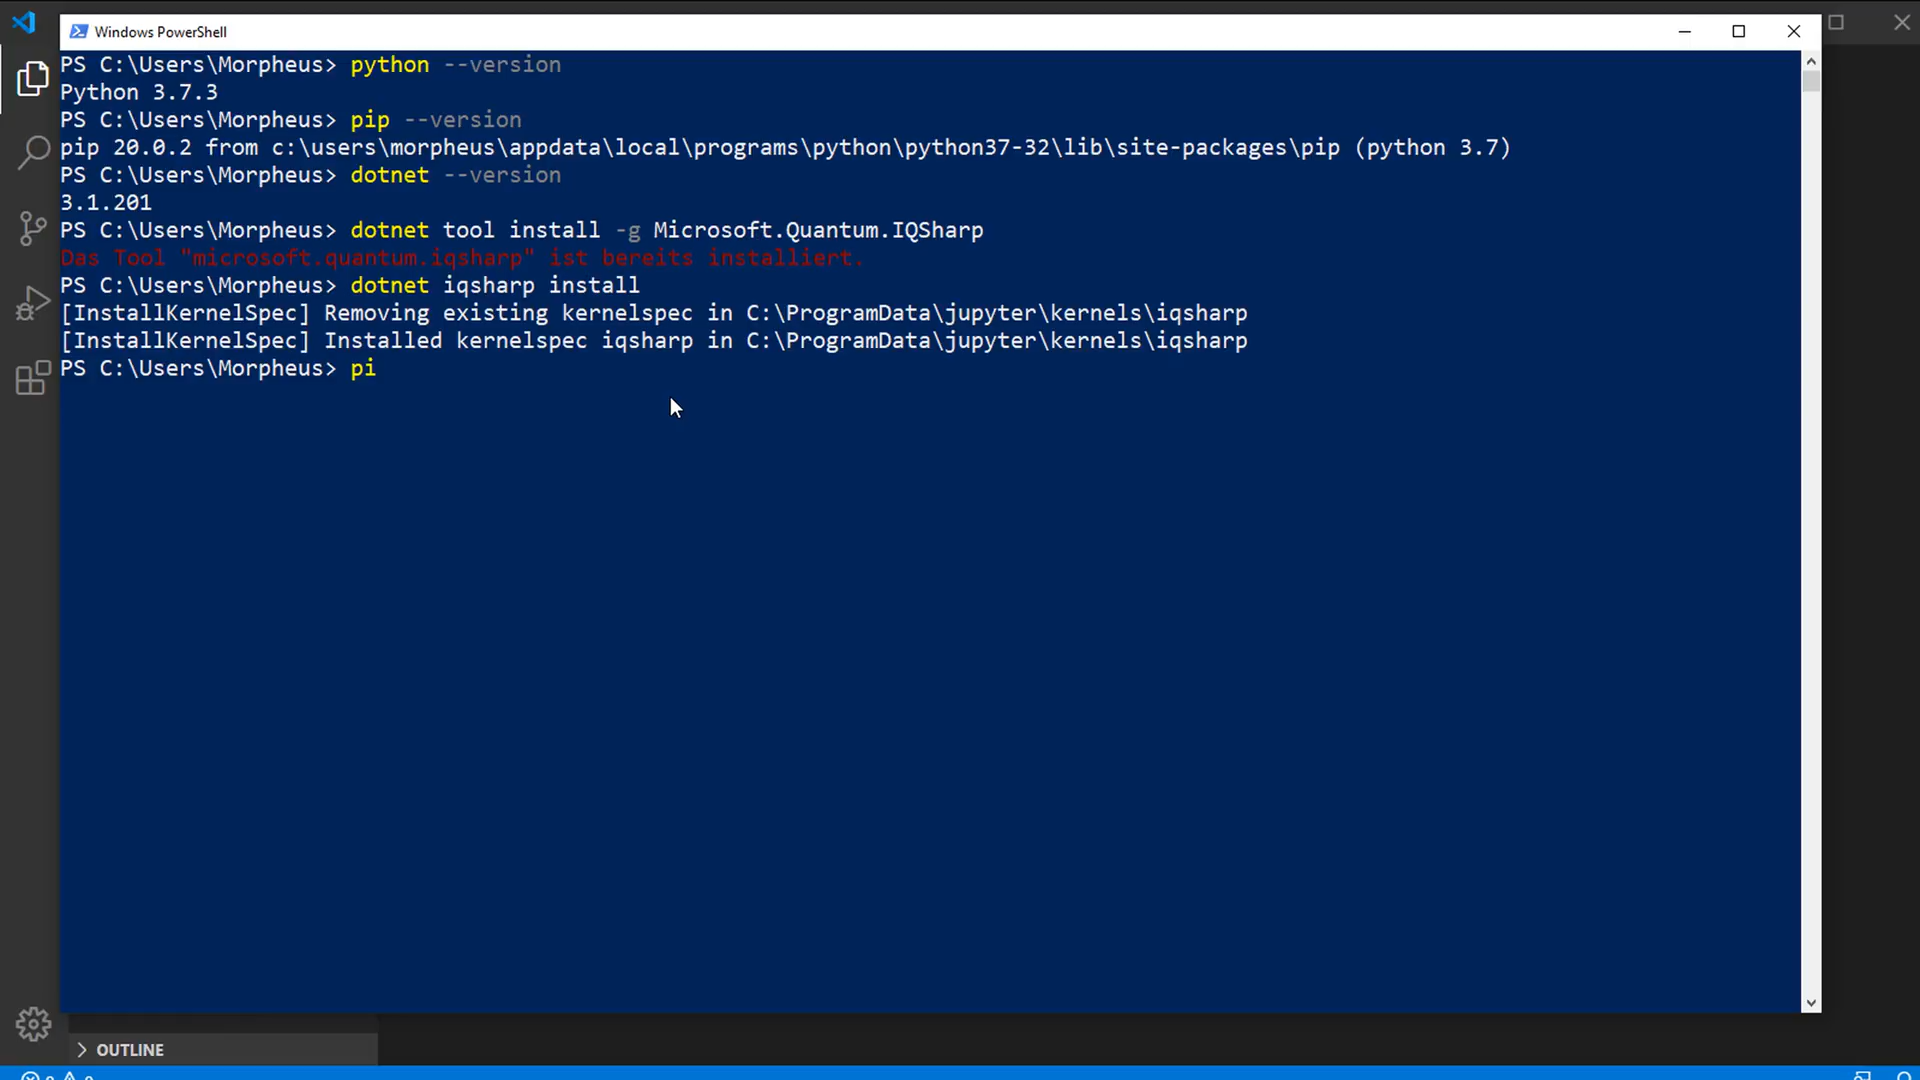 Windows PowerShell
PS C:\Users\Morpheus> python --version
Python 3.7.3
PS C:\Users\Morpheus> pip --version
pip 20.0.2 from c:\users\morpheus\appdata\local\programs\python\python37-32\lib\site-packages\pip (python 3.7)
PS C:\Users\Morpheus> dotnet --version
3.1.201
PS C:\Users\Morpheus> dotnet tool install -g Microsoft.Quantum.IQSharp
Das Tool "microsoft.quantum.iqsharp" ist bereits installiert.
PS C:\Users\Morpheus> dotnet iqsharp install
[InstallKernelSpec] Removing existing kernelspec in C:\ProgramData\jupyter\kernels\iqsharp
[InstallKernelSpec] Installed kernelspec iqsharp in C:\ProgramData\jupyter\kernels\iqsharp
PS C:\Users\Morpheus> pi
OUTLINE